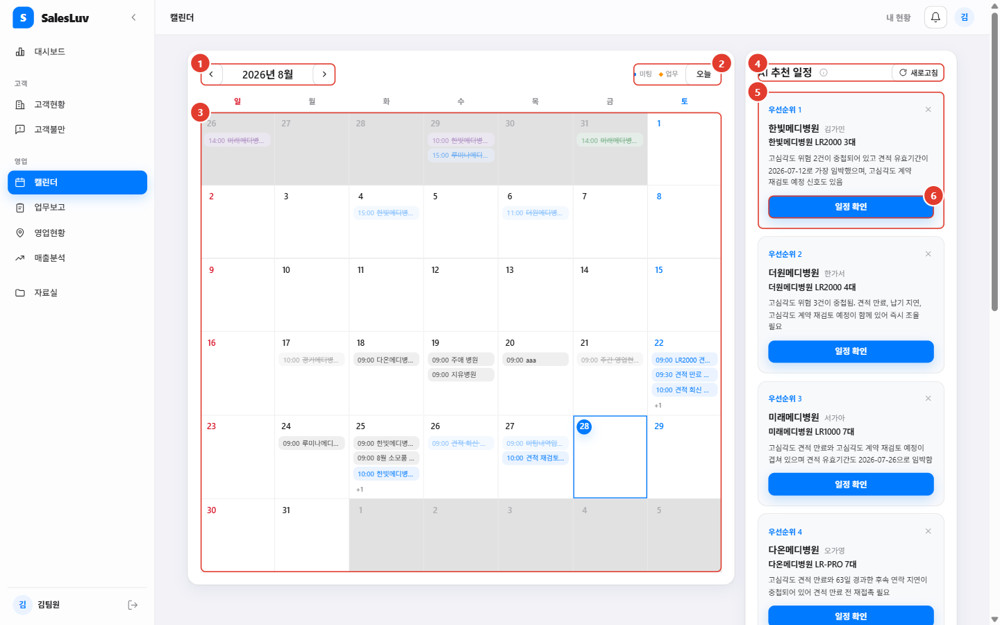 S SalesLuv
캘린더
내 현황
김
대시보드
고객
고객현황
고객불만
영업
캘린더
업무보고
영업현황
매출분석
자료실
김 김팀원
1
2026년 8월
미팅 업무 오늘
2
3
일 월 화 수 목 금 토
26 27 28 29 30 31 1
14:00 미래메디병...
10:00 한빛메디병...
15:00 루미나메디...
14:00 미래메디병...
2 3 4 5 6 7 8
15:00 한빛메디병...
11:00 더원메디병...
9 10 11 12 13 14 15
16 17 18 19 20 21 22
10:00 경기메디병...
09:00 다온메디병...
09:00 주애 병원
09:00 지유병원
09:00 aaa
09:00 주간 영업현...
09:00 LR2000 견...
09:30 견적 만료 ...
10:00 견적 회신 ...
+1
23 24 25 26 27 28 29
09:00 루미나메디...
09:00 한빛메디병...
09:00 8월 소모품 ...
10:00 한빛메디병...
+1
09:00 견적 회신 ...
09:00 미팅내역입...
10:00 견적 재검토...
30 31 1 2 3 4 5
4
AI 추천 일정
새로고침
5
우선순위 1
한빛메디병원 김가민
한빛메디병원 LR2000 3대
고심각도 위험 2건이 중첩되어 있고 견적 유효기간이
2026-07-12로 가장 임박했으며, 고심각도 계약
재검토 예정 신호도 있음
6
일정 확인
우선순위 2
더원메디병원 한가서
더원메디병원 LR2000 4대
고심각도 위험 3건이 중첩됨. 견적 만료, 납기 지연,
고심각도 계약 재검토 예정이 함께 있어 즉시 조율
필요
일정 확인
우선순위 3
미래메디병원 서가아
미래메디병원 LR1000 7대
고심각도 견적 만료와 고심각도 계약 재검토 예정이
겹쳐 있으며 견적 유효기간도 2026-07-26으로 임박함
일정 확인
우선순위 4
다온메디병원 오가영
다온메디병원 LR-PRO 7대
고심각도 견적 만료와 63일 경과한 후속 연락 지연이
중첩되어 있어 견적 만료 전 재접촉 필요
일정 확인